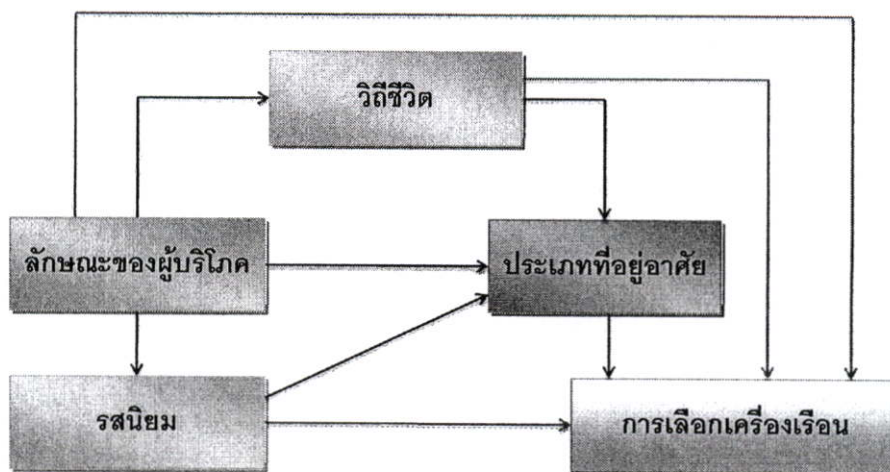 วิถีชีวิต
ลักษณะของผู้บริโภค
ประเภทที่อยู่อาศัย
รสนิยม
การเลือกเครื่องเรือน